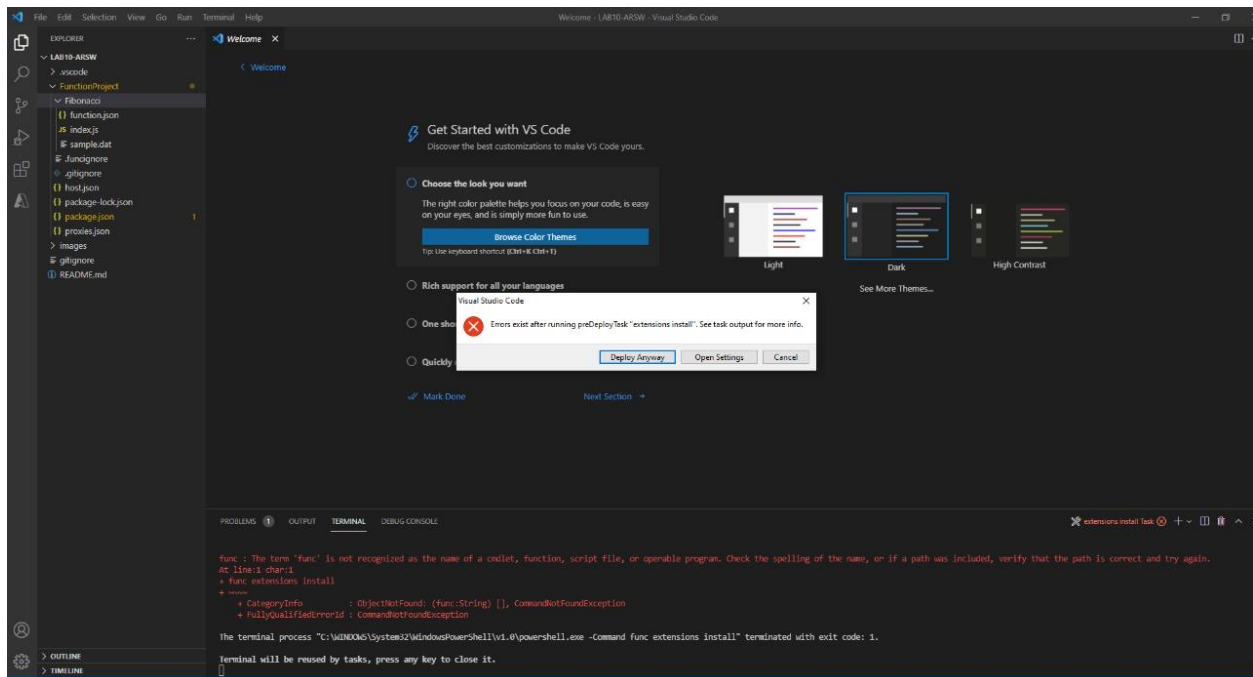 File Edit Selection View Go Run Terminal Help
Welcome - LAB10-ARSW - Visual Studio Code
EXPLORER
Welcome
LAB10-ARSW
.vscode
FunctionProject
Fibonacci
function.json
JS index.js
sample.dat
.funcignore
.gitignore
host.json
package-lock.json
package.json 1
proxies.json
images
gitignore
README.md
Welcome
Get Started with VS Code
Discover the best customizations to make VS Code yours.
Choose the look you want
The right color palette helps you focus on your code, is easy
on your eyes, and is simply more fun to use.
Browse Color Themes
Tip: Use keyboard shortcut (Ctrl+K Ctrl+T)
Light
Dark
High Contrast
See More Themes...
Rich support for all your languages
One sho
Quickly
Visual Studio Code
Errors exist after running preDeployTask "extensions install". See task output for more info.
Deploy Anyway
Open Settings
Cancel
Mark Done
Next Section
PROBLEMS 1 OUTPUT TERMINAL DEBUG CONSOLE
extensions install Task
func : The term 'func' is not recognized as the name of a cmdlet, function, script file, or operable program. Check the spelling of the name, or if a path was included, verify that the path is correct and try again.
At line:1 char:1
+ func extensions install
+ ~~~~
+ CategoryInfo : ObjectNotFound: (func:String) [], CommandNotFoundException
+ FullyQualifiedErrorId : CommandNotFoundException
The terminal process "C:\WINDOWS\System32\WindowsPowerShell\v1.0\powershell.exe -Command func extensions install" terminated with exit code: 1.
Terminal will be reused by tasks, press any key to close it.
OUTLINE
TIMELINE